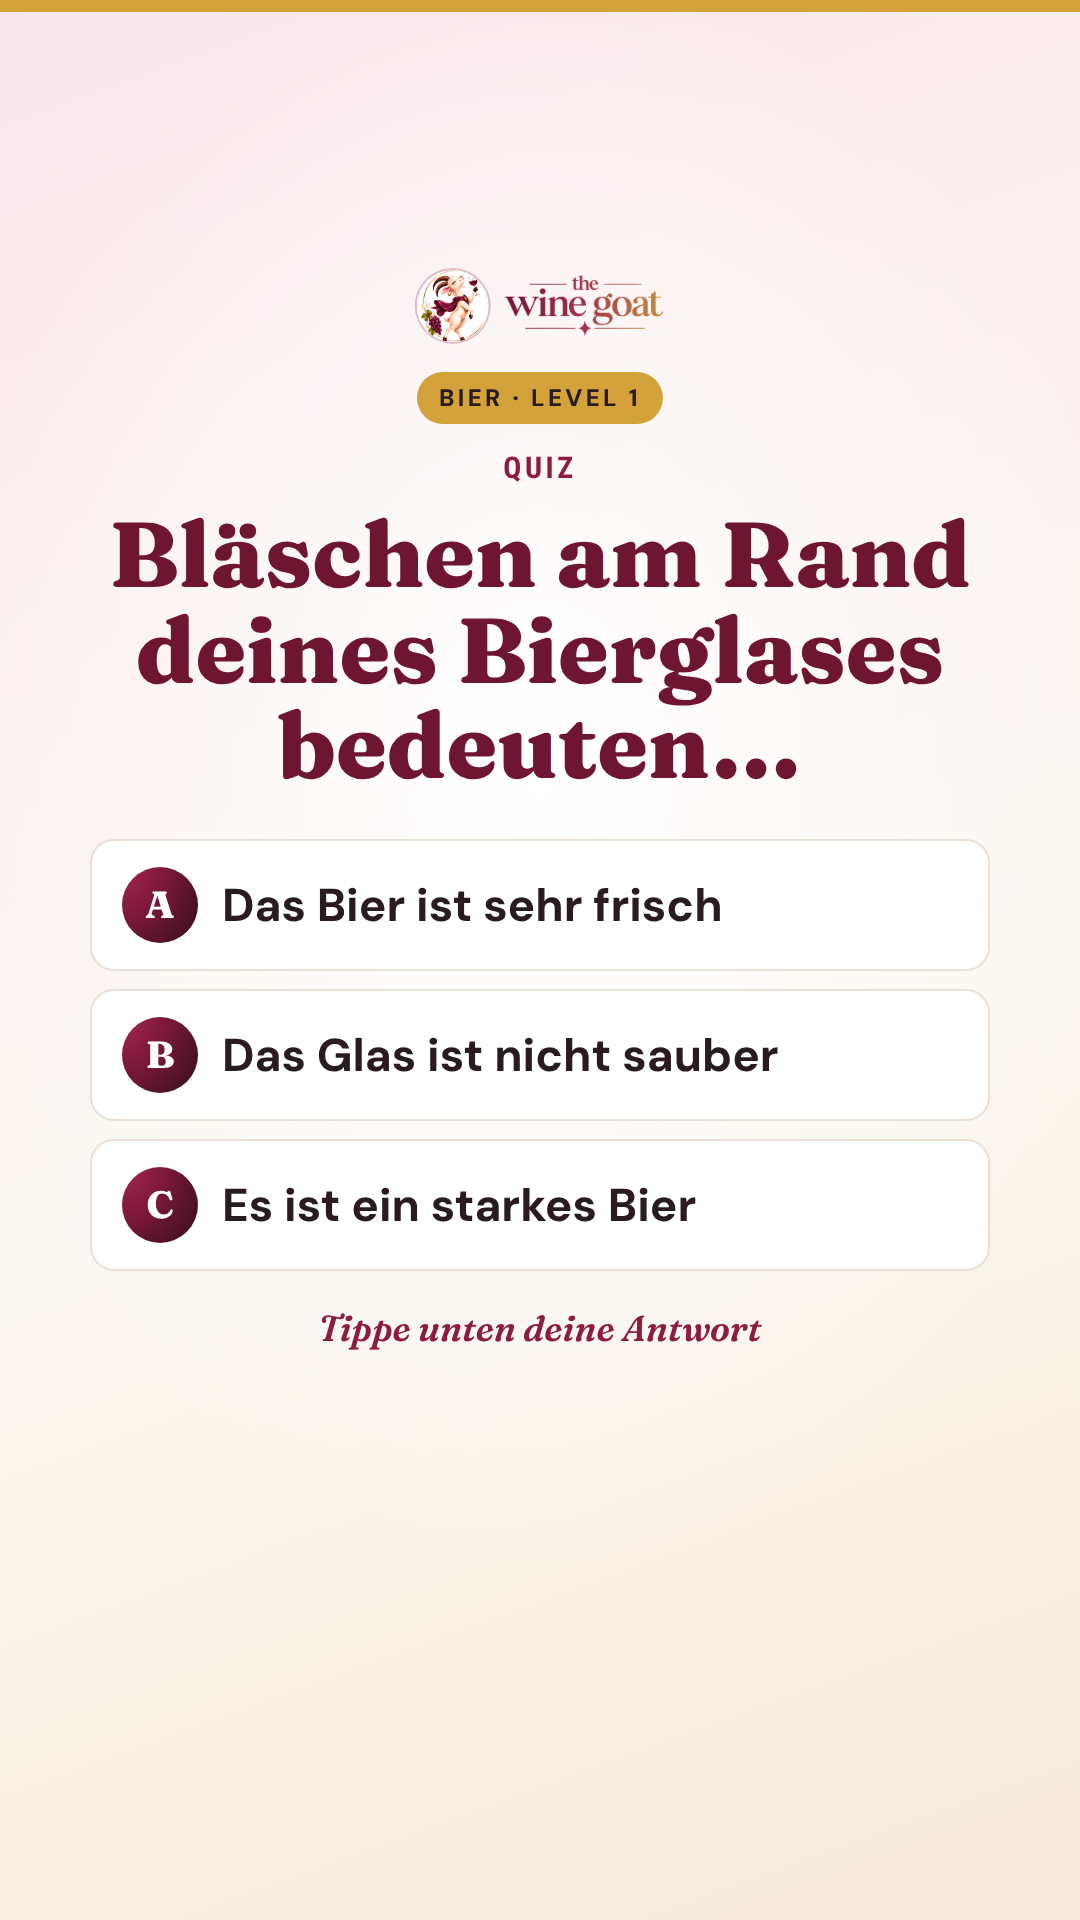 the
wine goat
BIER · LEVEL 1
QUIZ
Bläschen am Rand
deines Bierglases
bedeuten...
A Das Bier ist sehr frisch
B Das Glas ist nicht sauber
C Es ist ein starkes Bier
Tippe unten deine Antwort